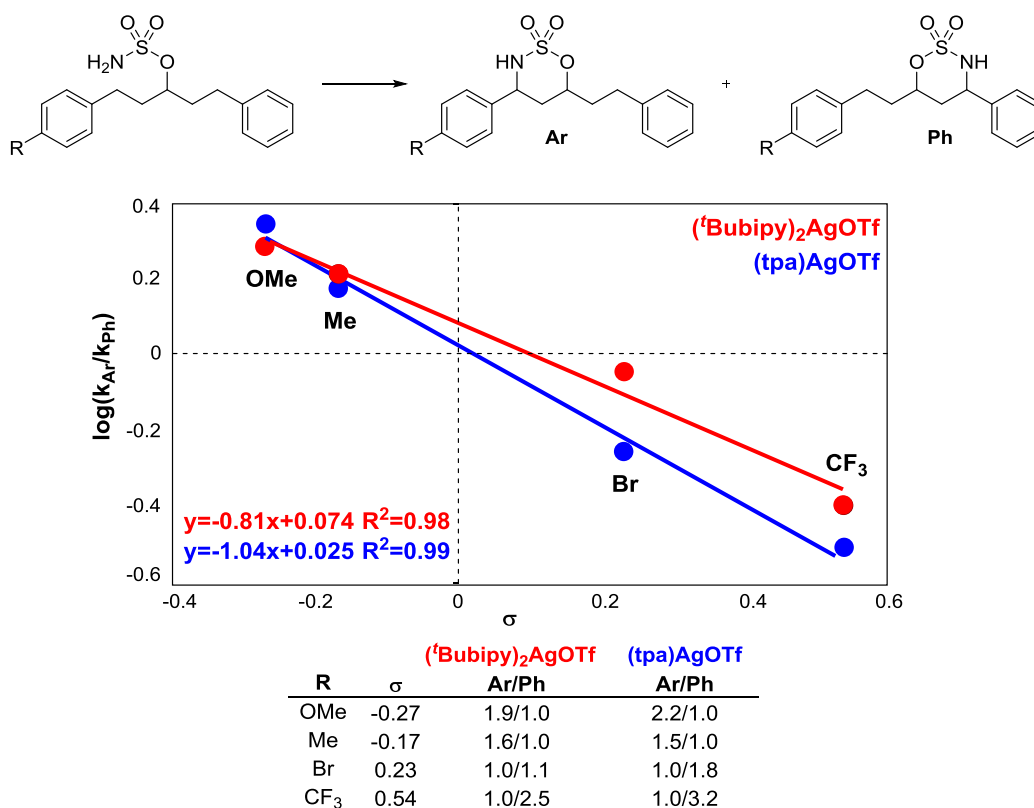 O O
S
H2N O
R
O O
HN S O
R
Ar
+
O O
O S NH
R
Ph
(tBubipy)2AgOTf
(tpa)AgOTf
log(kAr/kPh)
0.4
0.2
0
-0.2
-0.4
-0.6
OMe
Me
Br
CF3
y=-0.81x+0.074 R2=0.98
y=-1.04x+0.025 R2=0.99
-0.4 -0.2 0 0.2 0.4 0.6
σ
(tBubipy)2AgOTf (tpa)AgOTf
R σ Ar/Ph Ar/Ph
OMe -0.27 1.9/1.0 2.2/1.0
Me -0.17 1.6/1.0 1.5/1.0
Br 0.23 1.0/1.1 1.0/1.8
CF3 0.54 1.0/2.5 1.0/3.2